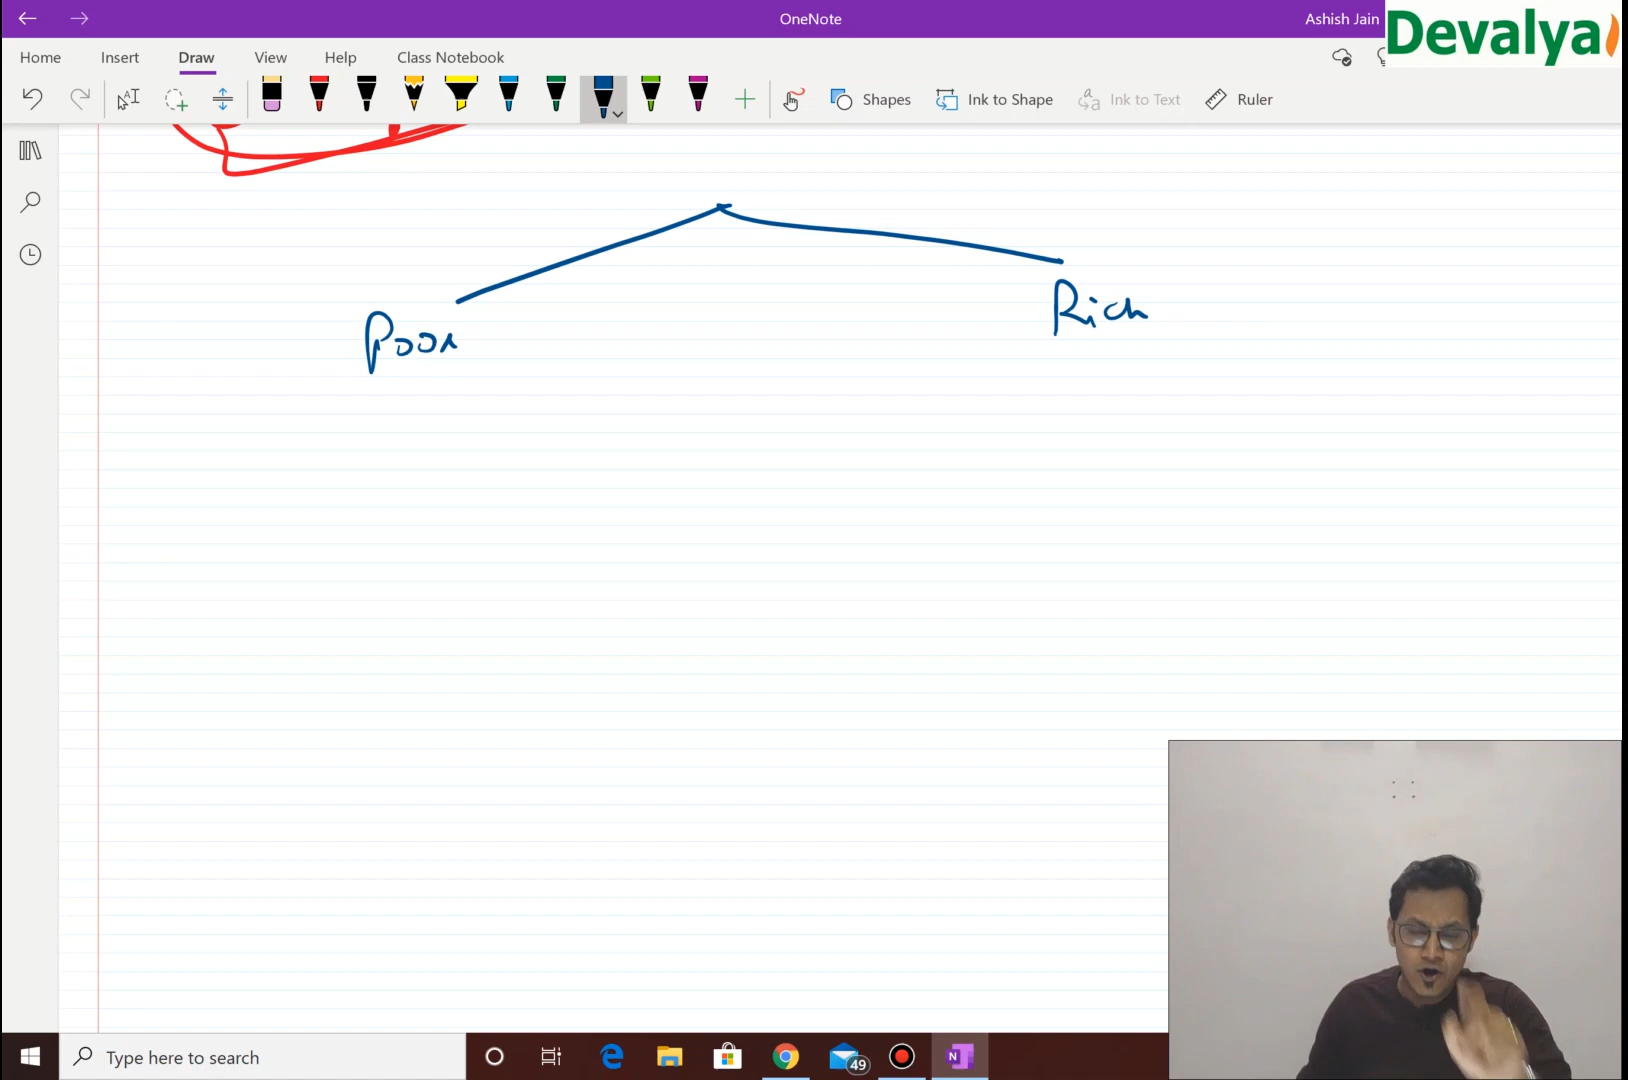 OneNote
Ashish Jain
Devalya
Home Insert Draw View Help Class Notebook
Shapes Ink to Shape Ink to Text Ruler
Rich
Poor
Type here to search
49
N